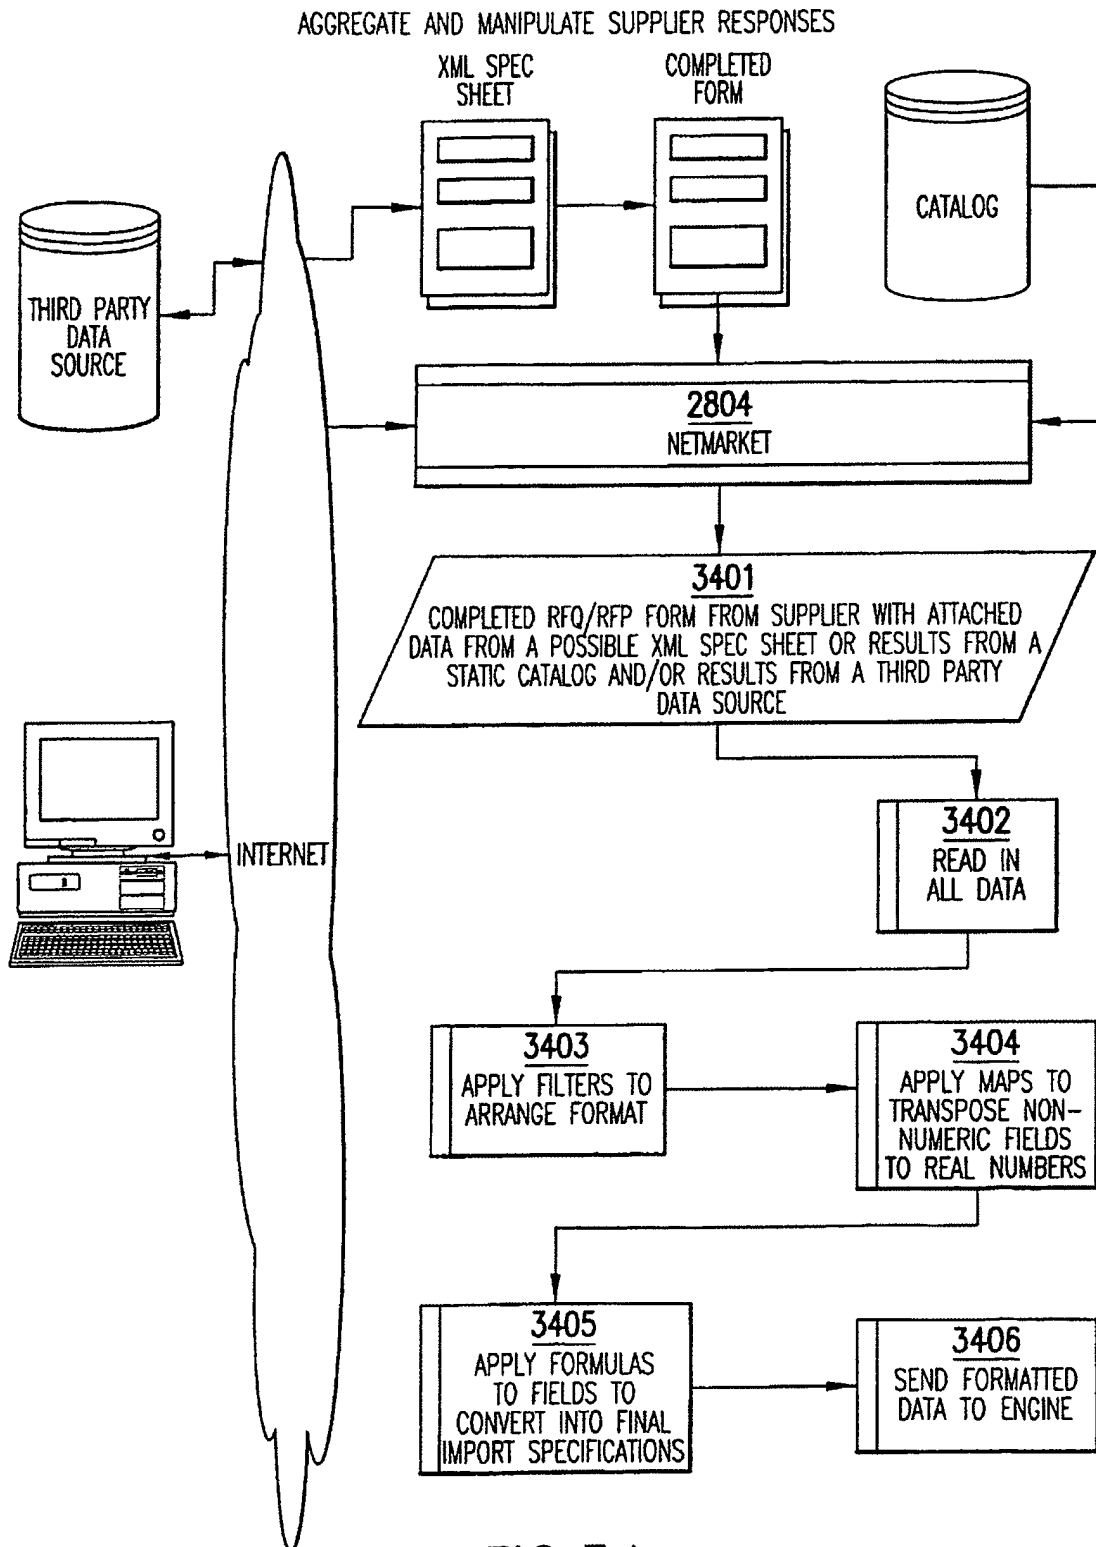 AGGREGATE AND MANIPULATE SUPPLIER RESPONSES
XML SPEC
SHEET
COMPLETED
FORM
CATALOG
THIRD PARTY
DATA
SOURCE
2804
NETMARKET
3401
COMPLETED RFQ/RFP FORM FROM SUPPLIER WITH ATTACHED
DATA FROM A POSSIBLE XML SPEC SHEET OR RESULTS FROM A
STATIC CATALOG AND/OR RESULTS FROM A THIRD PARTY
DATA SOURCE
3402
READ IN
ALL DATA
INTERNET
3403
APPLY FILTERS TO
ARRANGE FORMAT
3404
APPLY MAPS TO
TRANSPOSE NON-
NUMERIC FIELDS
TO REAL NUMBERS
3405
APPLY FORMULAS
TO FIELDS TO
CONVERT INTO FINAL
IMPORT SPECIFICATIONS
3406
SEND FORMATTED
DATA TO ENGINE